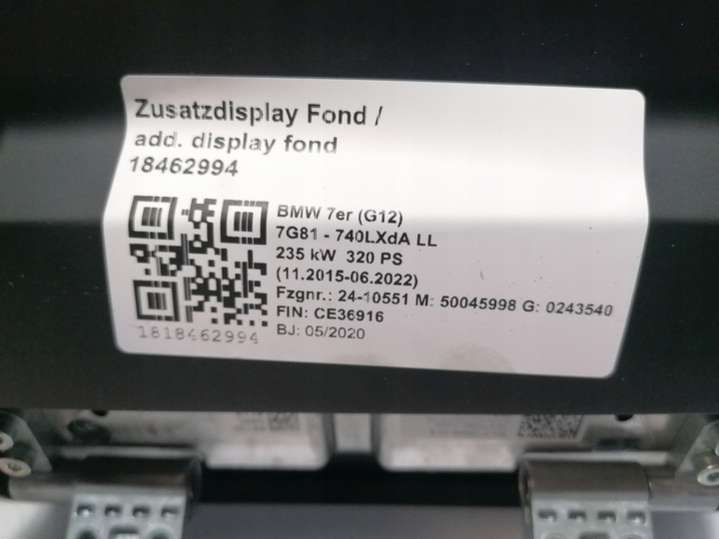 Zusatzdisplay Fond /
add. display fond
18462994
BMW 7er (G12)
7G81 - 740LXdA LL
235 kW 320 PS
(11.2015-06.2022)
Fzgnr.: 24-10551 M: 50045998 G: 0243540
FIN: CE36916
BJ: 05/2020
1818462994